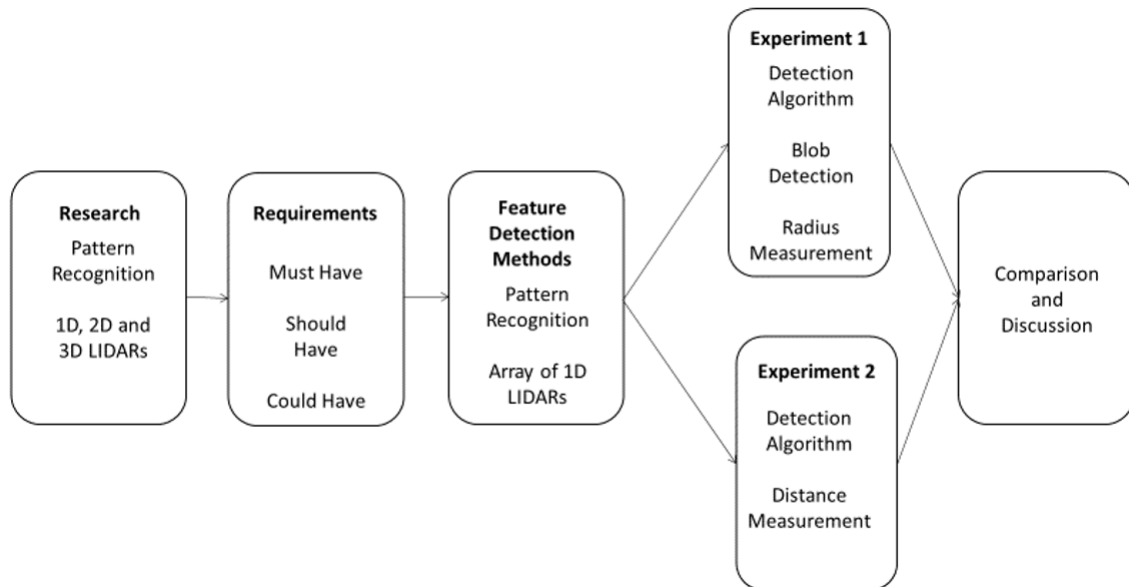 Research
Pattern
Recognition
1D, 2D and
3D LIDARs
Requirements
Must Have
Should
Have
Could Have
Feature
Detection
Methods
Pattern
Recognition
Array of 1D
LIDARs
Experiment 1
Detection
Algorithm
Blob
Detection
Radius
Measurement
Experiment 2
Detection
Algorithm
Distance
Measurement
Comparison
and
Discussion